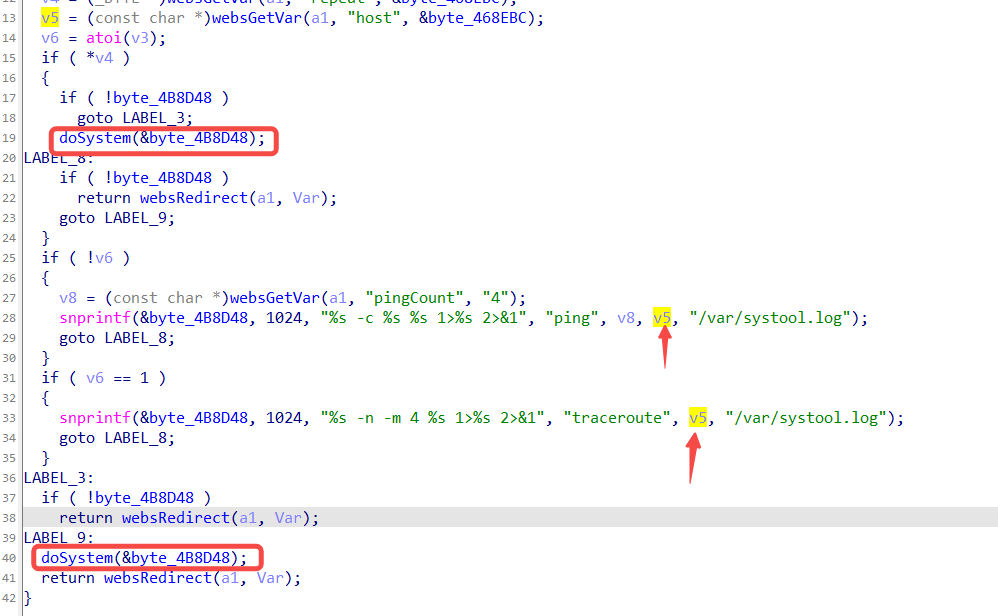 13 v5 = (const char *)websGetVar(a1, "host", &byte_468EBC);
14 v6 = atoi(v3);
15 if ( *v4 )
16 {
17 if ( !byte_4B8D48 )
18 goto LABEL_3;
19 doSystem(&byte_4B8D48);
20 LABEL_8:
21 if ( !byte_4B8D48 )
22 return websRedirect(a1, Var);
23 goto LABEL_9;
24 }
25 if ( !v6 )
26 {
27 v8 = (const char *)websGetVar(a1, "pingCount", "4");
28 snprintf(&byte_4B8D48, 1024, "%s -c %s %s 1>%s 2>&1", "ping", v8, v5, "/var/systool.log");
29 goto LABEL_8;
30 }
31 if ( v6 == 1 )
32 {
33 snprintf(&byte_4B8D48, 1024, "%s -n -m 4 %s 1>%s 2>&1", "traceroute", v5, "/var/systool.log");
34 goto LABEL_8;
35 }
36 LABEL_3:
37 if ( !byte_4B8D48 )
38 return websRedirect(a1, Var);
39 LABEL_9:
40 doSystem(&byte_4B8D48);
41 return websRedirect(a1, Var);
42 }